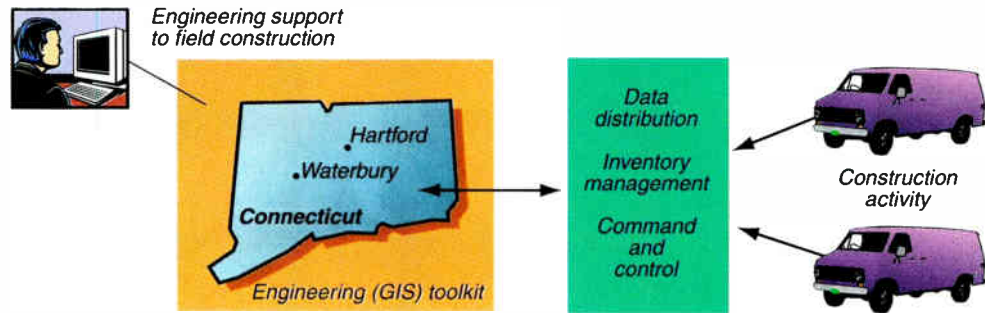 Engineering support
to field construction
Hartford
Waterbury
Connecticut
Engineering (GIS) toolkit
Data
distribution
Inventory
management
Command
and
control
Construction
activity